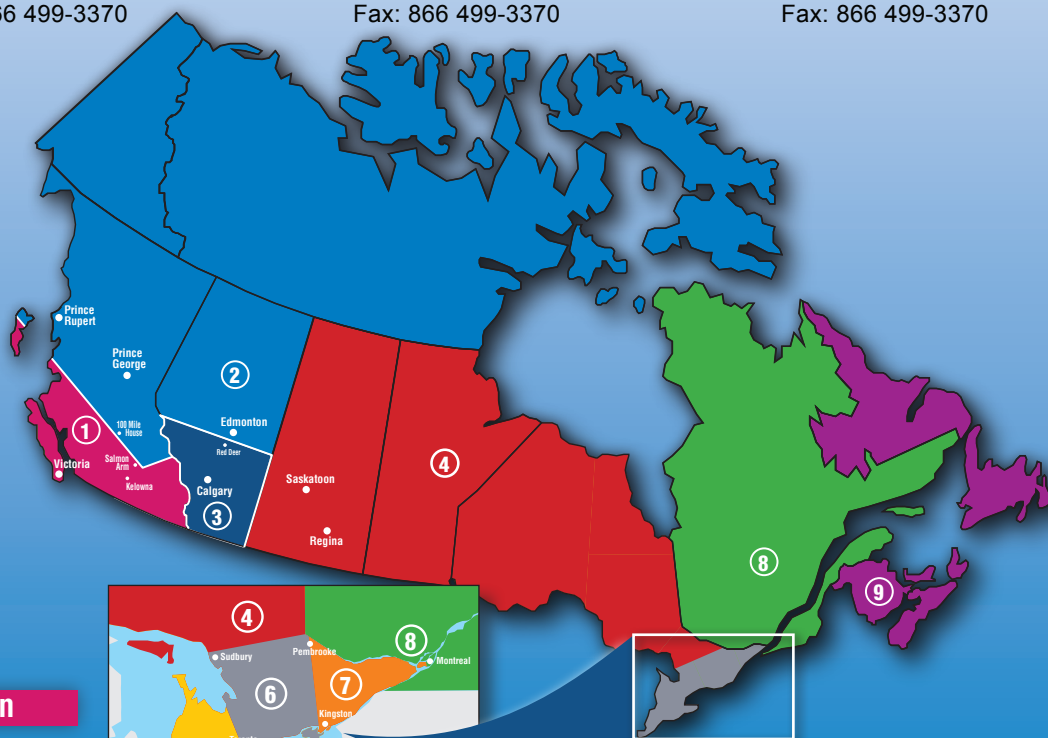 66 499-3370
Fax: 866 499-3370
Fax: 866 499-3370
Prince
Rupert
Prince
George
2
1
100 Mile
House
Edmonton
Red Deer
Salmon
Arm
Victoria
Kelowna
Calgary
3
4
Saskatoon
Regina
8
9
4
8
Pembrooke
Sudbury
Montreal
6
7
Kingston
n